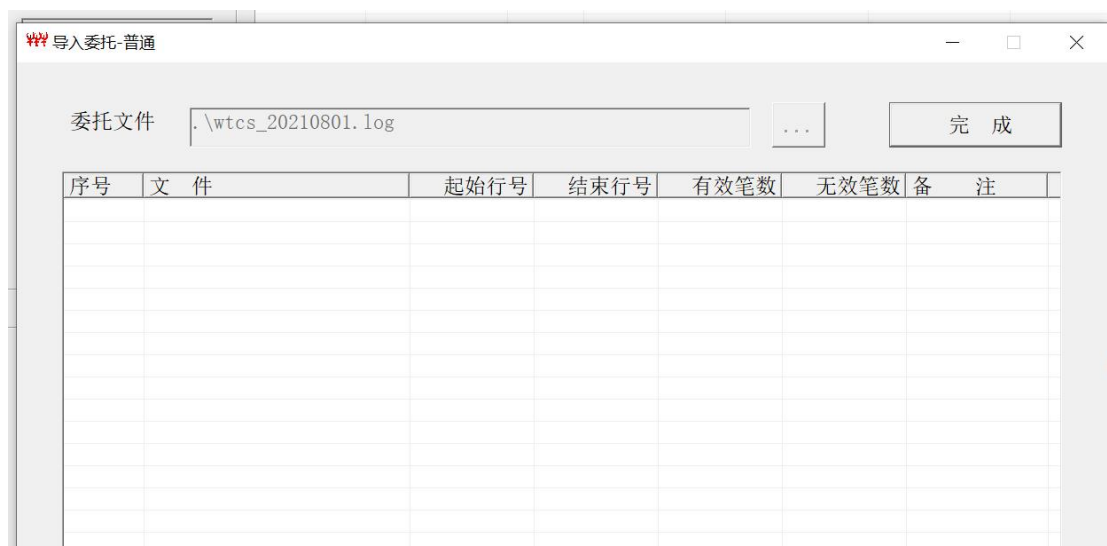 导入委托-普通
委托文件 .\wtcs_20210801.log ... 完 成
序号 文 件 起始行号 结束行号 有效笔数 无效笔数 备 注